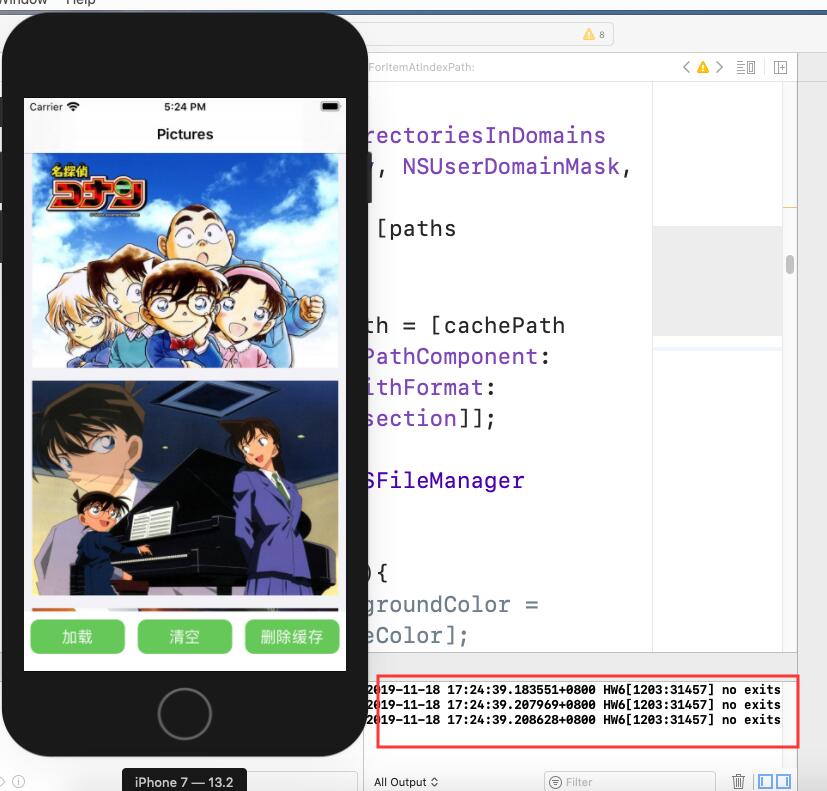 Window Help
8
ForItemAtIndexPath:
Carrier
5:24 PM
Pictures
名探偵
コナン
rectoriesInDomains
, NSUserDomainMask,
[paths
th = [cachePath
PathComponent:
ithFormat:
section]];
SFileManager
){
groundColor =
eColor];
加载
清空
删除缓存
2019-11-18 17:24:39.183551+0800 HW6[1203:31457] no exits
2019-11-18 17:24:39.207969+0800 HW6[1203:31457] no exits
2019-11-18 17:24:39.208628+0800 HW6[1203:31457] no exits
iPhone 7 — 13.2
All Output
Filter